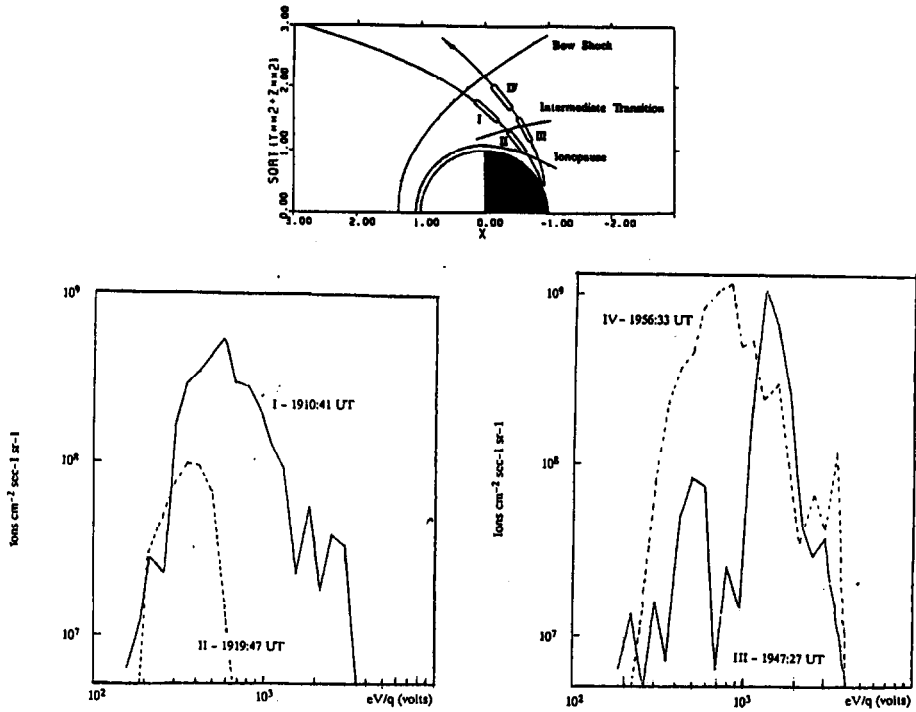 3.00
2.00
1.00
0.00
SQRT(Y**2+Z**2)
3.00 2.00 1.00 0.00 -1.00 -2.00
X
Bow Shock
Intermediate Transition
Ionopause
I
II
III
IV
10⁹
10⁸
10⁷
Ions cm⁻² sec-1 sr-1
I - 1910:41 UT
II - 1919:47 UT
10² 10³ eV/q (volts)
10⁹
10⁸
10⁷
Ions cm⁻² sec-1 sr-1
IV - 1956:33 UT
III - 1947:27 UT
10² 10³ eV/q (volts)